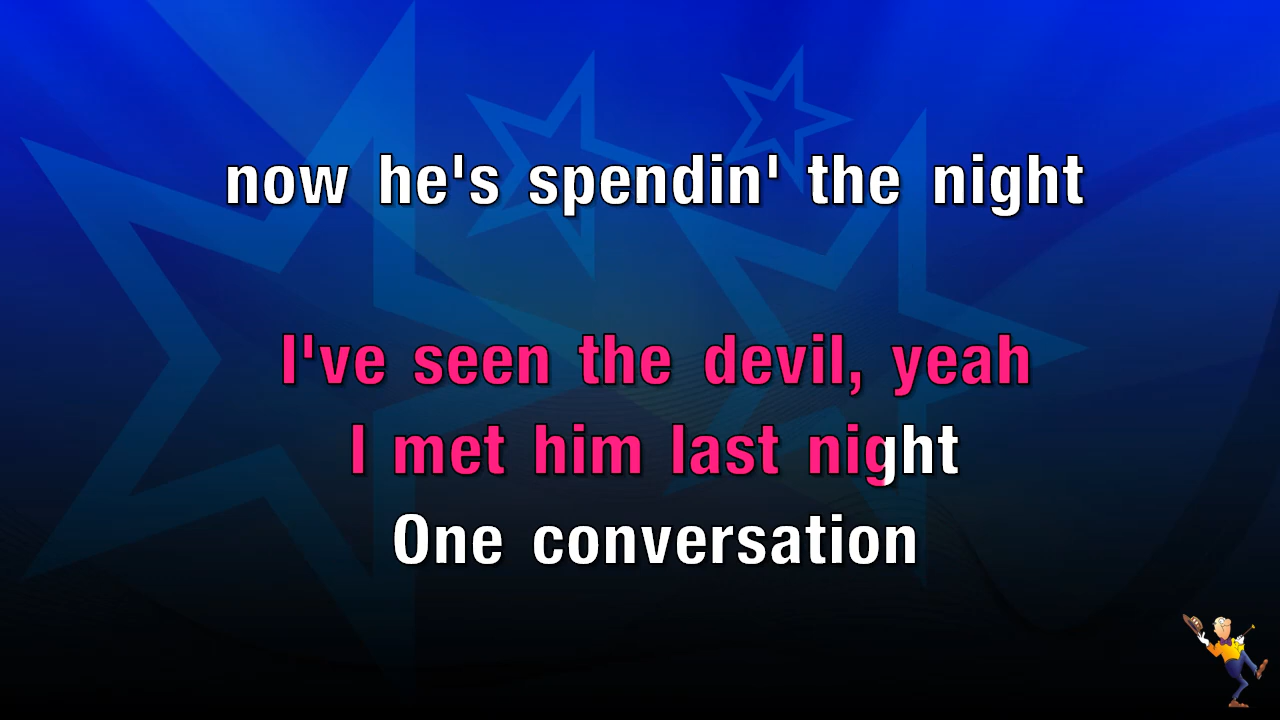 now he's spendin' the night
I've seen the devil, yeah
I met him last night
One conversation